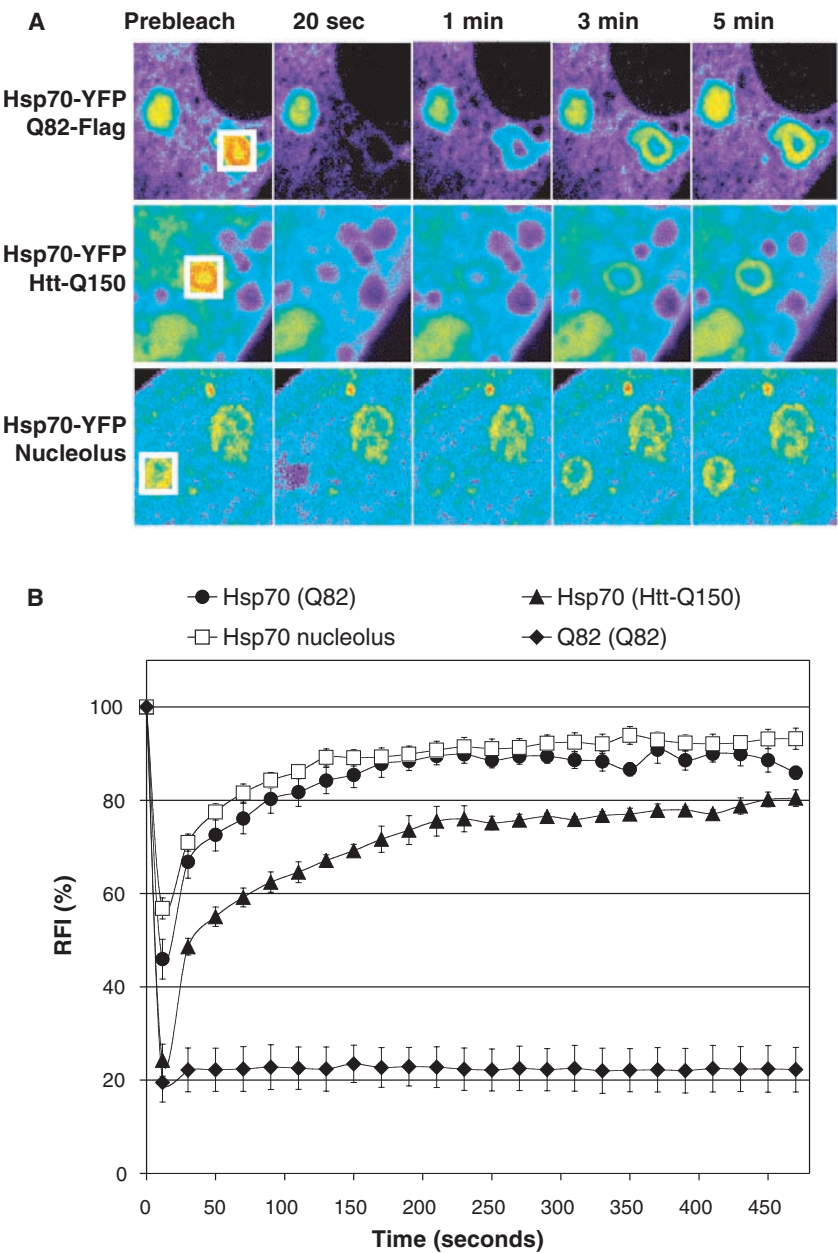 A Prebleach 20 sec 1 min 3 min 5 min
Hsp70-YFP
Q82-Flag
Hsp70-YFP
Htt-Q150
Hsp70-YFP
Nucleolus
B
Hsp70 (Q82) Hsp70 (Htt-Q150)
Hsp70 nucleolus Q82 (Q82)
100
80
60
40
20
0
RFI (%)
0 50 100 150 200 250 300 350 400 450
Time (seconds)